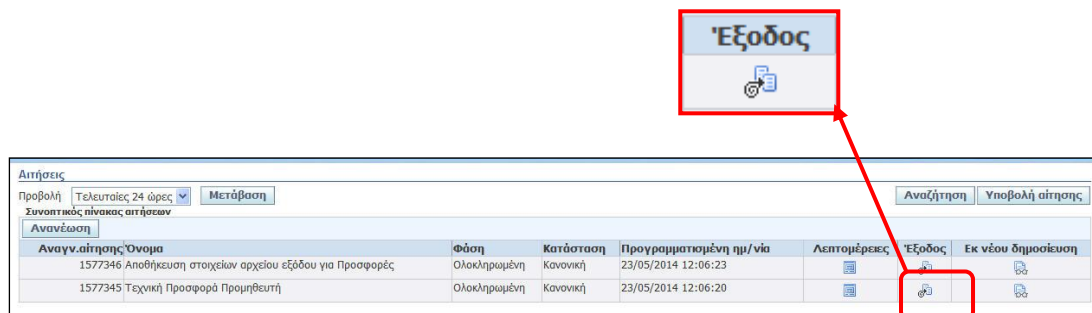 Έξοδος
Αιτήσεις
Προβολή Τελευταίες 24 ώρες Μετάβαση Αναζήτηση Υποβολή αίτησης
Συνοπτικός πίνακας αιτήσεων
Ανανέωση
Αναγν.αίτησης Όνομα Φάση Κατάσταση Προγραμματισμένη ημ/νία Λεπτομέρειες Έξοδος Εκ νέου δημοσίευση
1577346 Αποθήκευση στοιχείων αρχείου εξόδου για Προσφορές Ολοκληρωμένη Κανονική 23/05/2014 12:06:23
1577345 Τεχνική Προσφορά Προμηθευτή Ολοκληρωμένη Κανονική 23/05/2014 12:06:20